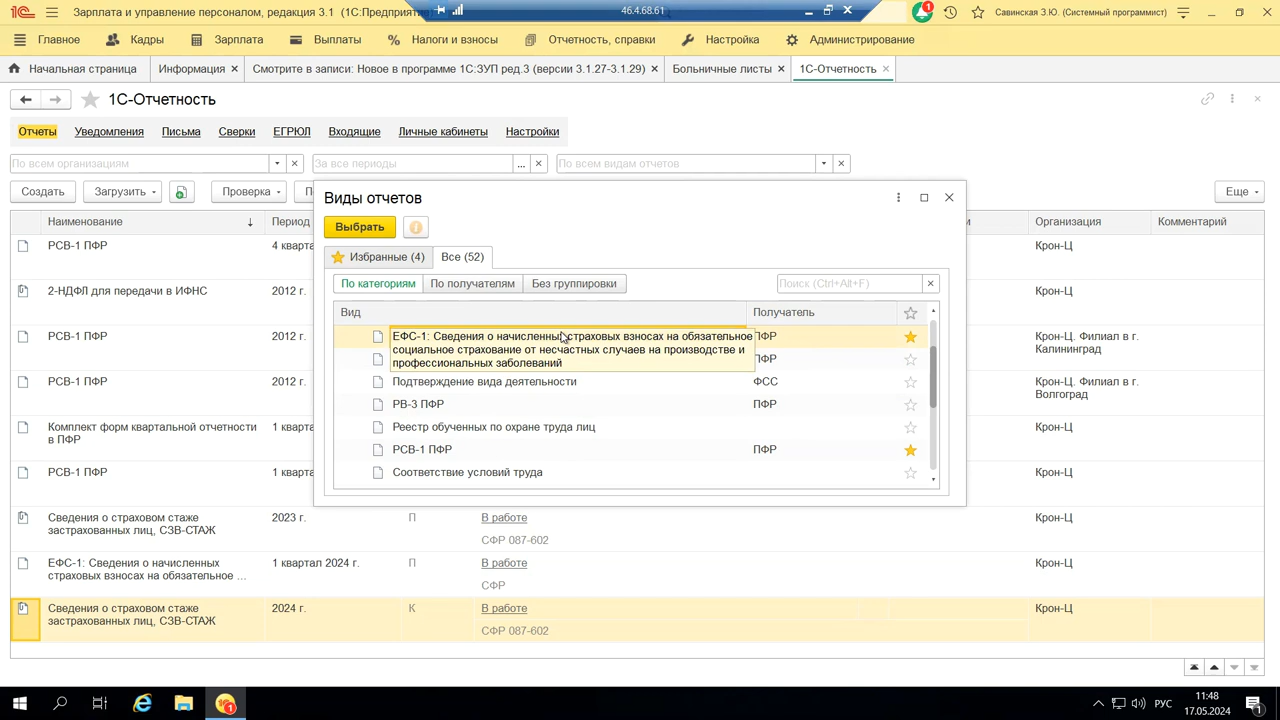 Зарплата и управление персоналом, редакция 3.1 (1С:Предприятие
46.4.68.61
1
Савинская З.Ю. (Системный программист)
Главное
Кадры
Зарплата
Выплаты
Налоги и взносы
Отчетность, справки
Настройка
Администрирование
Начальная страница
Информация
Смотрите в записи: Новое в программе 1С:ЗУП ред.3 (версии 3.1.27-3.1.29)
Больничные листы
1С-Отчетность
1С-Отчетность
Отчеты
Уведомления
Письма
Сверки
ЕГРЮЛ
Входящие
Личные кабинеты
Настройки
По всем организациям
За все периоды
...
По всем видам отчетов
Создать
Загрузить
Проверка
Еще
Наименование
Период
Организация
Комментарий
РСВ-1 ПФР
4 кварта
Крон-Ц
2-НДФЛ для передачи в ИФНС
2012 г.
Крон-Ц
РСВ-1 ПФР
2012 г.
Крон-Ц. Филиал в г.
Калининград
РСВ-1 ПФР
2012 г.
Крон-Ц. Филиал в г.
Волгоград
Комплект форм квартальной отчетности
в ПФР
1 кварта
Крон-Ц
РСВ-1 ПФР
1 кварта
Крон-Ц
Сведения о страховом стаже
застрахованных лиц, СЗВ-СТАЖ
2023 г.
П
В работе
СФР 087-602
Крон-Ц
ЕФС-1: Сведения о начисленных
страховых взносах на обязательное ...
1 квартал 2024 г.
П
В работе
СФР
Крон-Ц
Сведения о страховом стаже
застрахованных лиц, СЗВ-СТАЖ
2024 г.
К
В работе
СФР 087-602
Крон-Ц
Виды отчетов
Выбрать
Избранные (4)
Все (52)
По категориям
По получателям
Без группировки
Поиск (Ctrl+Alt+F)
Вид
Получатель
ЕФС-1: Сведения о начисленных страховых взносах на обязательное
социальное страхование от несчастных случаев на производстве и
профессиональных заболеваний
ПФР
ПФР
Подтверждение вида деятельности
ФСС
РВ-3 ПФР
ПФР
Реестр обученных по охране труда лиц
РСВ-1 ПФР
ПФР
Соответствие условий труда
РУС
11:48
17.05.2024
1